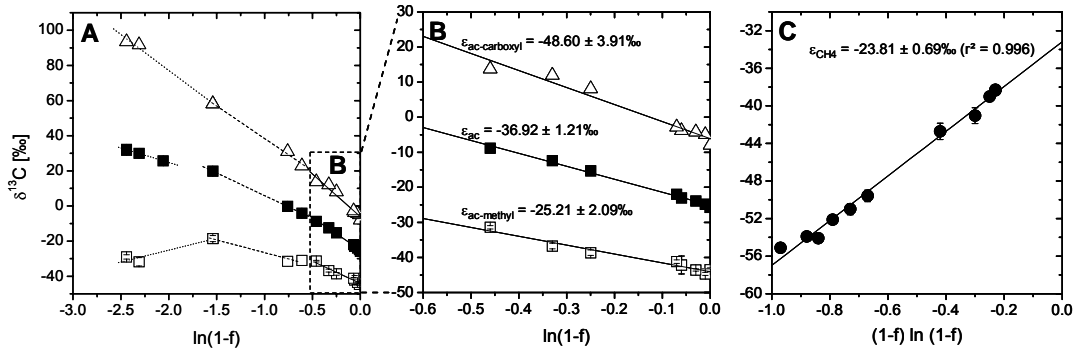 A
δ13C [‰]
100
80
60
40
20
0
-20
-40
B
-2.5 -2.0 -1.5 -1.0 -0.5 0.0
ln(1-f)
B
30
20
10
0
-10
-20
-30
-40
-50
εac-carboxyl = -48.60 ± 3.91‰
εac = -36.92 ± 1.21‰
εac-methyl = -25.21 ± 2.09‰
-0.6 -0.5 -0.4 -0.3 -0.2 -0.1 0.0
ln(1-f)
C
-32
-36
-40
-44
-48
-52
-56
-60
εCH4 = -23.81 ± 0.69‰ (r² = 0.996)
-1.0 -0.8 -0.6 -0.4 -0.2 0.0
(1-f) ln (1-f)